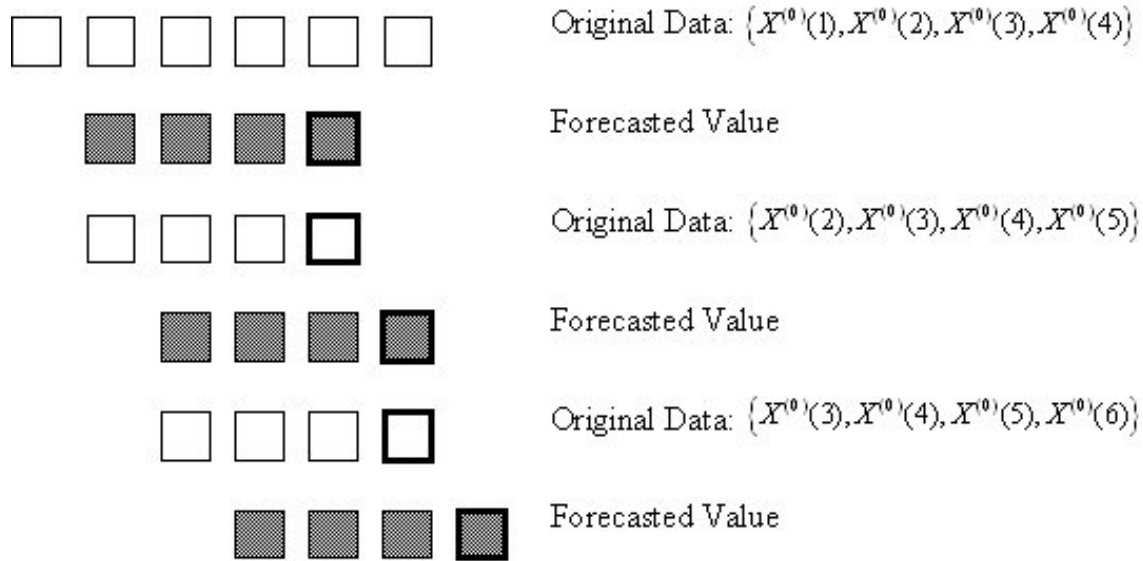 Original Data: {X⁽⁰⁾(1), X⁽⁰⁾(2), X⁽⁰⁾(3), X⁽⁰⁾(4)}
Forecasted Value
Original Data: {X⁽⁰⁾(2), X⁽⁰⁾(3), X⁽⁰⁾(4), X⁽⁰⁾(5)}
Forecasted Value
Original Data: {X⁽⁰⁾(3), X⁽⁰⁾(4), X⁽⁰⁾(5), X⁽⁰⁾(6)}
Forecasted Value